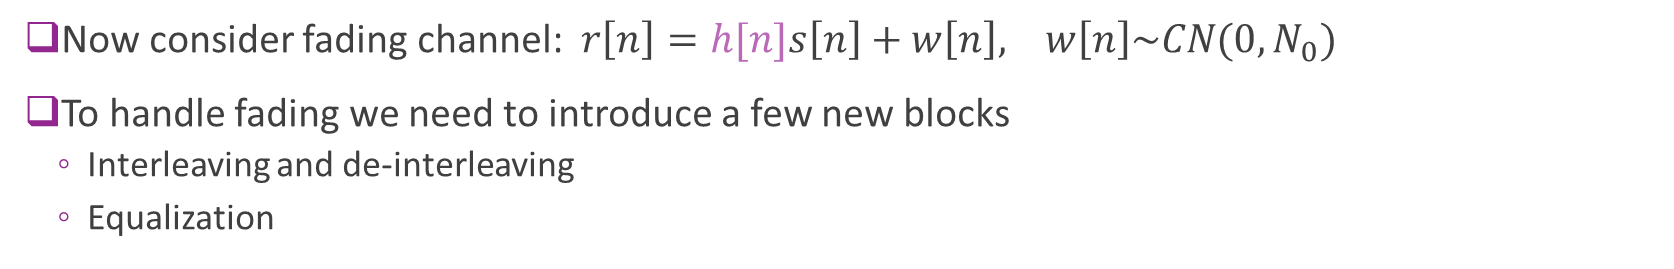 ❑Now consider fading channel: r[n] = h[n]s[n] + w[n], w[n]~CN(0, N₀)
❑To handle fading we need to introduce a few new blocks
◦ Interleaving and de-interleaving
◦ Equalization